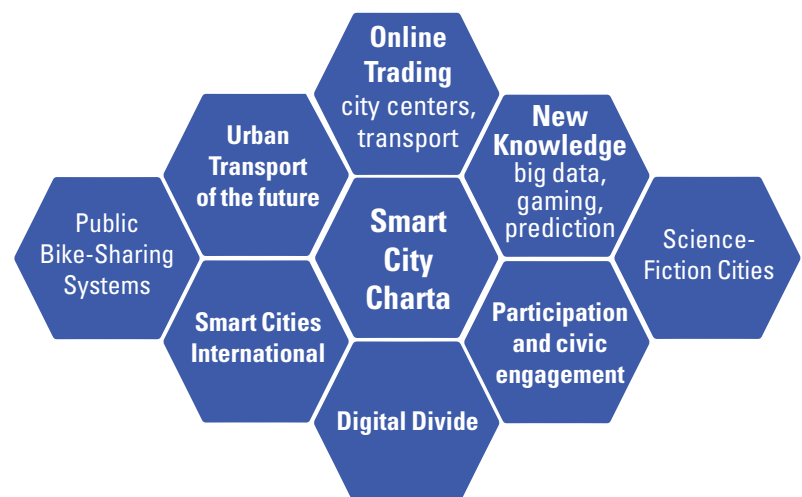 Online
Trading
city centers,
transport
Urban
Transport
of the future
New
Knowledge
big data,
gaming,
prediction
Public
Bike-Sharing
Systems
Smart
City
Charta
Science-
Fiction Cities
Smart Cities
International
Participation
and civic
engagement
Digital Divide